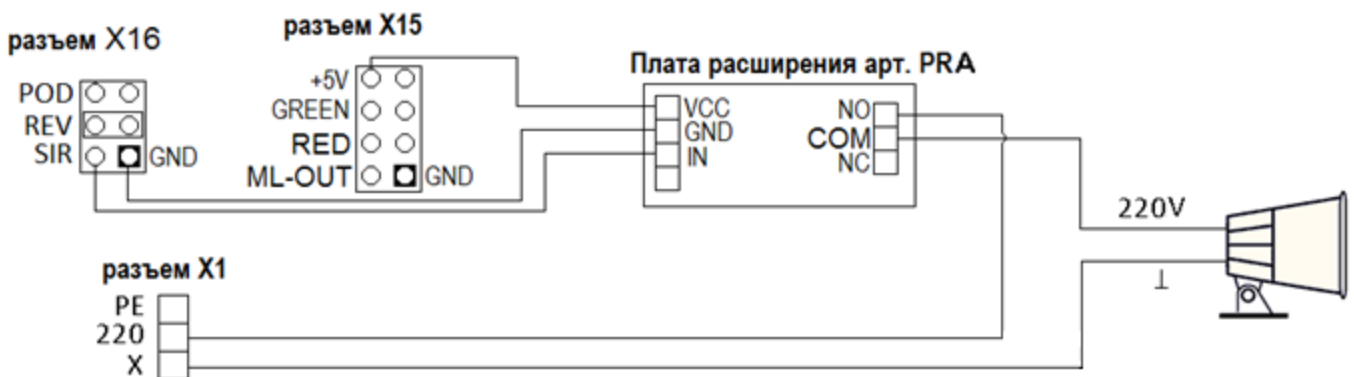 разъем X16
POD
REV
SIR
GND
разъем X15
+5V
GREEN
RED
ML-OUT
GND
Плата расширения арт. PRA
VCC
GND
IN
NO
COM
NC
220V
⊥
разъем X1
PE
220
X